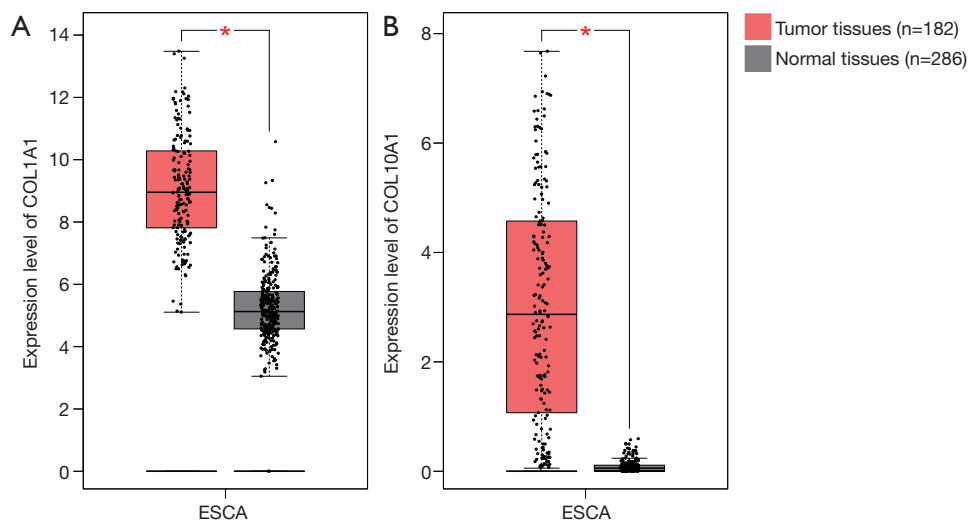 A
Expression level of COL1A1
14
12
10
8
6
4
2
0
*
ESCA
B
Expression level of COL10A1
8
6
4
2
0
*
ESCA
Tumor tissues (n=182)
Normal tissues (n=286)